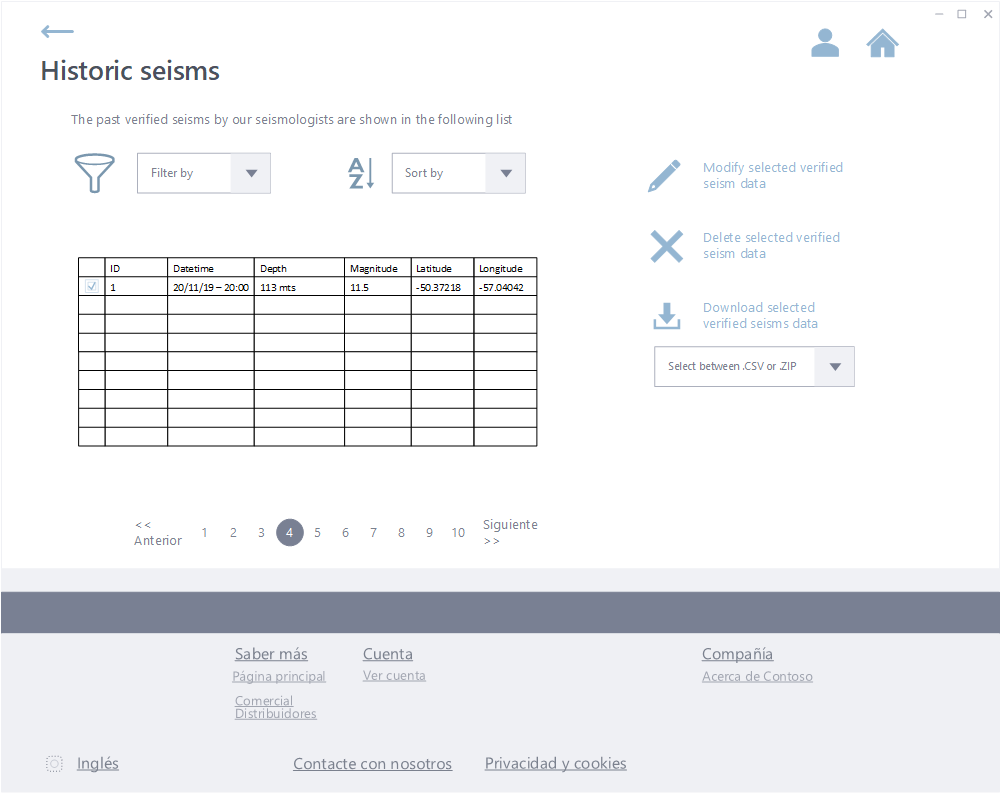 Historic seisms
The past verified seisms by our seismologists are shown in the following list
Filter by
A
Z
Sort by
Modify selected verified
seism data
Delete selected verified
seism data
Download selected
verified seisms data
Select between .CSV or .ZIP
ID Datetime Depth Magnitude Latitude Longitude
1 20/11/19 – 20:00 113 mts 11.5 -50.37218 -57.04042
<<
Anterior
1 2 3 4 5 6 7 8 9 10
Siguiente
>>
Saber más
Página principal
Comercial
Distribuidores
Cuenta
Ver cuenta
Compañía
Acerca de Contoso
Inglés
Contacte con nosotros
Privacidad y cookies